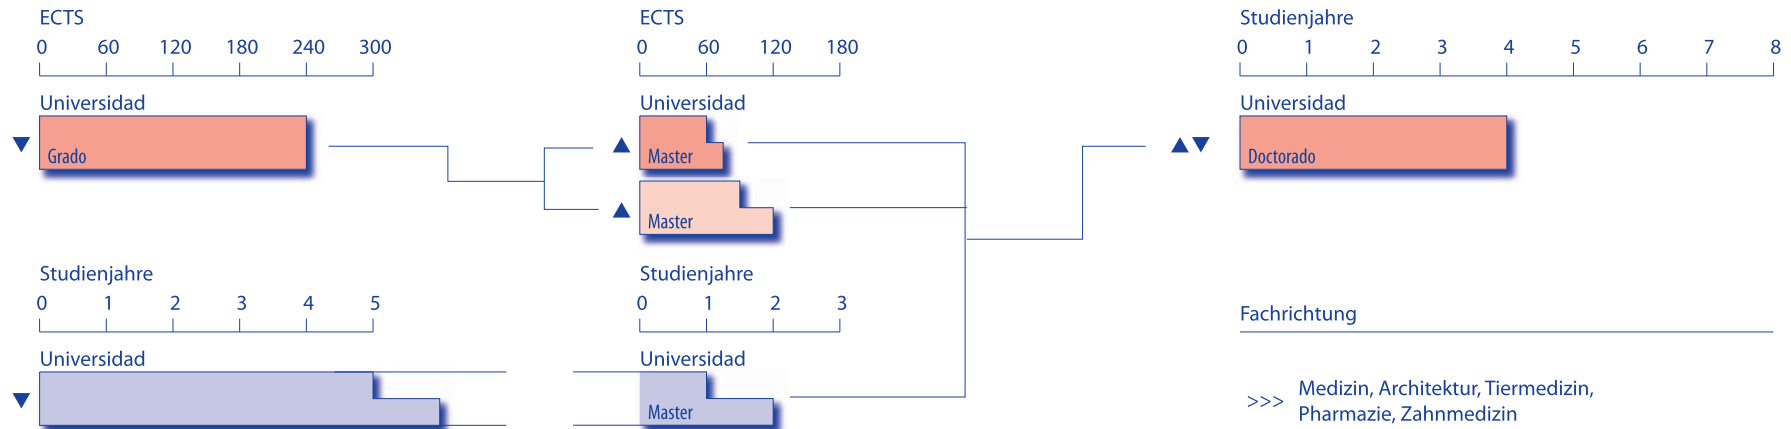 ECTS
0 60 120 180 240 300
Universidad
Grado
ECTS
0 60 120 180
Universidad
Master
Master
Studienjahre
0 1 2 3 4 5 6 7 8
Universidad
Doctorado
Studienjahre
0 1 2 3 4 5
Universidad
Studienjahre
0 1 2 3
Universidad
Master
Fachrichtung
>>> Medizin, Architektur, Tiermedizin,
Pharmazie, Zahnmedizin